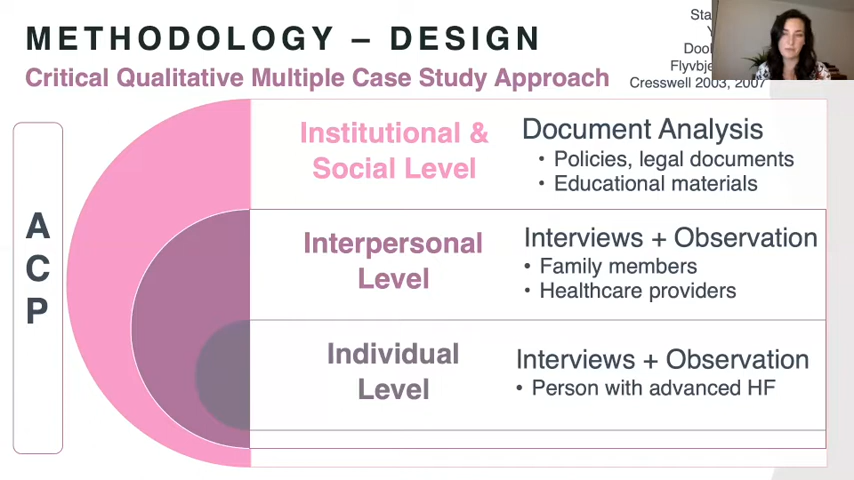 METHODOLOGY – DESIGN
Critical Qualitative Multiple Case Study Approach
Cresswell 2003, 2007
A
C
P
Institutional &
Social Level
Document Analysis
• Policies, legal documents
• Educational materials
Interpersonal
Level
Interviews + Observation
• Family members
• Healthcare providers
Individual
Level
Interviews + Observation
• Person with advanced HF